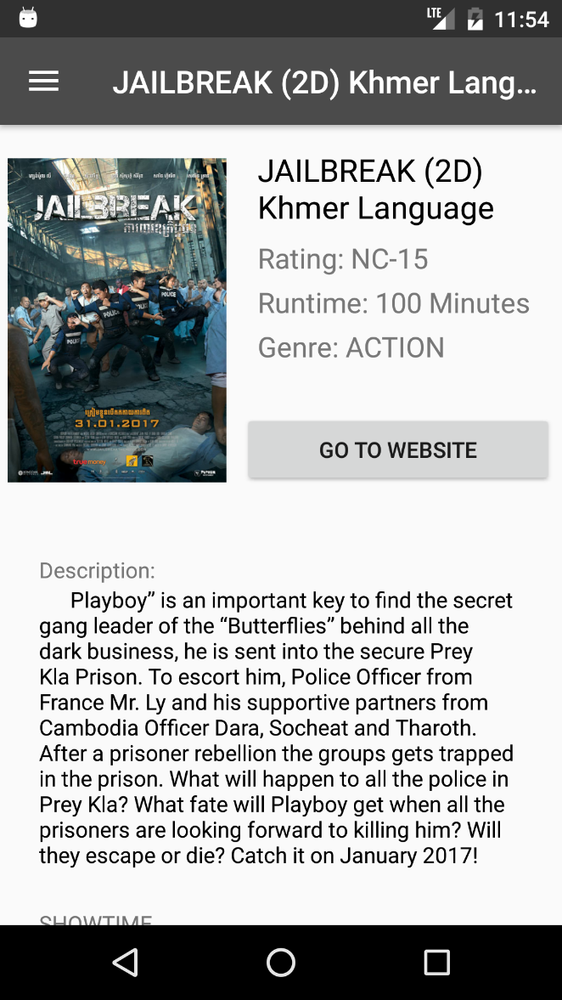 LTE 11:54
JAILBREAK (2D) Khmer Lang...
JAILBREAK
31.01.2017
truemoney
JAILBREAK (2D)
Khmer Language
Rating: NC-15
Runtime: 100 Minutes
Genre: ACTION
GO TO WEBSITE
POLICE
POLICE
POLICE
POLICE
Description:
Playboy” is an important key to find the secret
gang leader of the “Butterflies” behind all the
dark business, he is sent into the secure Prey
Kla Prison. To escort him, Police Officer from
France Mr. Ly and his supportive partners from
Cambodia Officer Dara, Socheat and Tharoth.
After a prisoner rebellion the groups gets trapped
in the prison. What will happen to all the police in
Prey Kla? What fate will Playboy get when all the
prisoners are looking forward to killing him? Will
they escape or die? Catch it on January 2017!
SHOWTIME